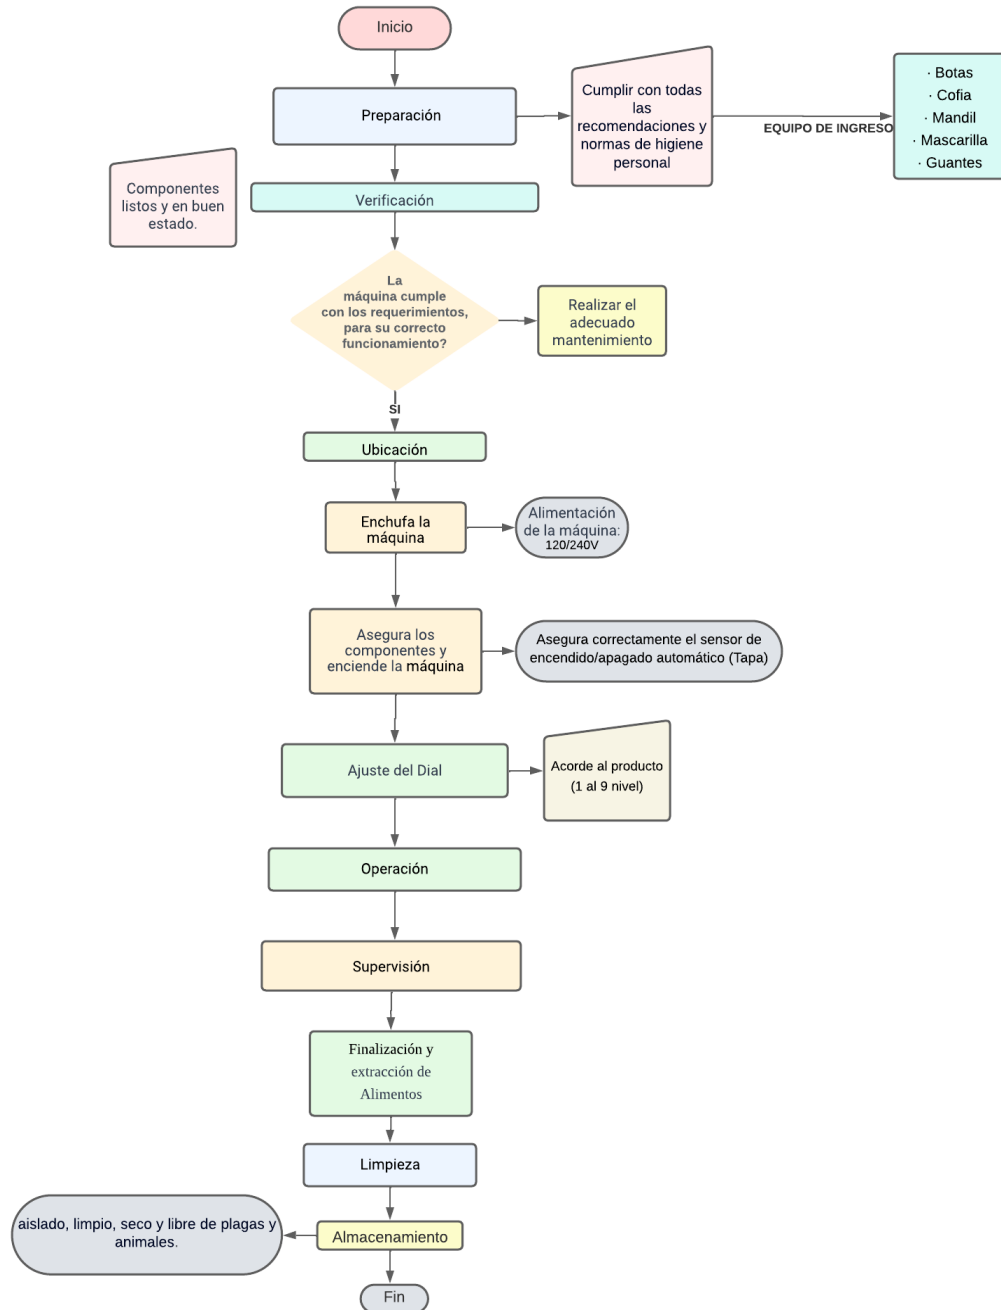 Inicio
Preparación
Cumplir con todas
las
recomendaciones y
normas de higiene
personal
EQUIPO DE INGRESO
· Botas
· Cofia
· Mandil
· Mascarilla
· Guantes
Componentes
listos y en buen
estado.
Verificación
La
máquina cumple
con los requerimientos,
para su correcto
funcionamiento?
Realizar el
adecuado
mantenimiento
SI
Ubicación
Enchufa la
máquina
Alimentación
de la máquina:
120/240V
Asegura los
componentes y
enciende la máquina
Asegura correctamente el sensor de
encendido/apagado automático (Tapa)
Ajuste del Dial
Acorde al producto
(1 al 9 nivel)
Operación
Supervisión
Finalización y
extracción de
Alimentos
Limpieza
Almacenamiento
aislado, limpio, seco y libre de plagas y
animales.
Fin